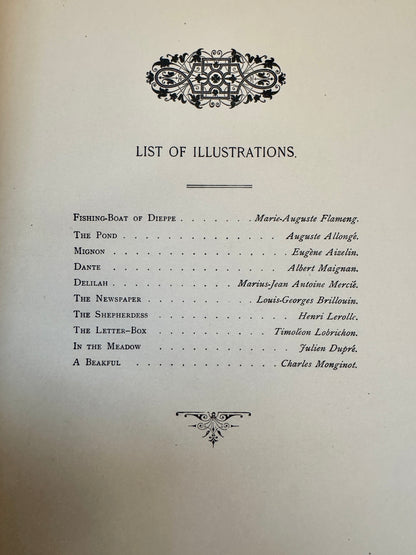 LIST OF ILLUSTRATIONS.
FISHING-BOAT OF DIEPPE . . . . . . . Marie-Auguste Flameng.
THE POND . . . . . . . . . . . . Auguste Allongé.
MIGNON . . . . . . . . . . . . . Eugène Aizelin.
DANTE . . . . . . . . . . . . . Albert Maignan.
DELILAH . . . . . . . . . . Marius-Jean Antoine Mercié.
THE NEWSPAPER . . . . . . . . . Louis-Georges Brillouin.
THE SHEPHERDESS . . . . . . . . . . . Henri Lerolle.
THE LETTER-BOX . . . . . . . . . . Timoléon Lobrichon.
IN THE MEADOW . . . . . . . . . . . Julien Dupré.
A BEAKFUL . . . . . . . . . . . Charles Monginot.